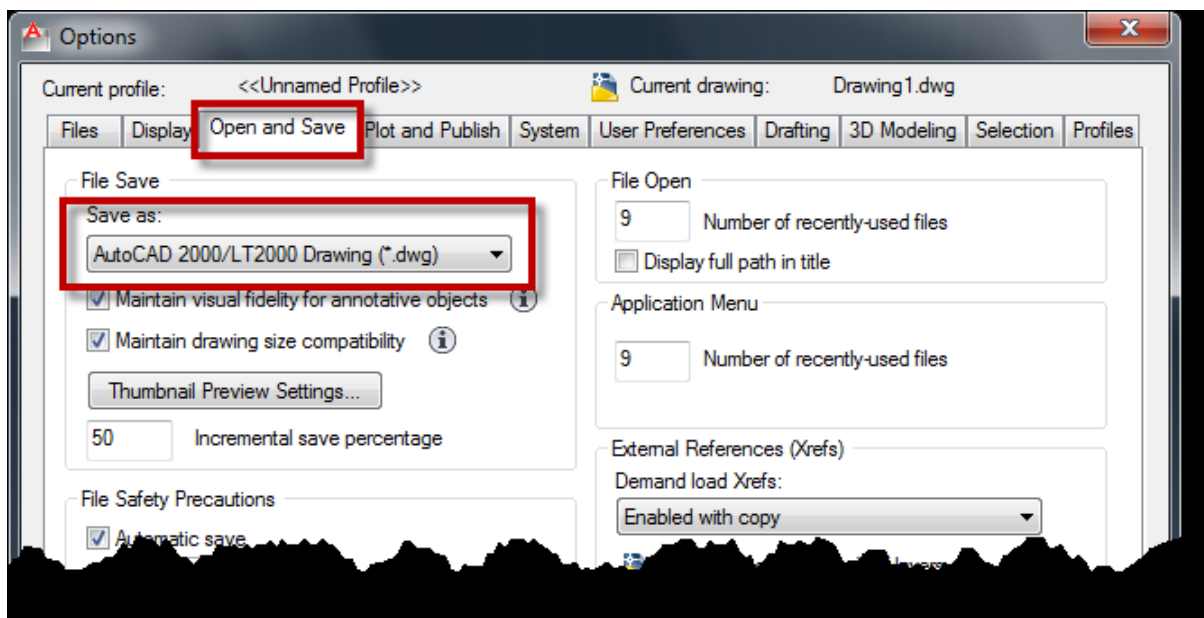 Options
Current profile: <<Unnamed Profile>> Current drawing: Drawing1.dwg
Files Display Open and Save Plot and Publish System User Preferences Drafting 3D Modeling Selection Profiles
File Save
Save as:
AutoCAD 2000/LT2000 Drawing (*.dwg)
Maintain visual fidelity for annotative objects
Maintain drawing size compatibility
Thumbnail Preview Settings...
50 Incremental save percentage
File Safety Precautions
Automatic save
File Open
9 Number of recently-used files
Display full path in title
Application Menu
9 Number of recently-used files
External References (Xrefs)
Demand load Xrefs:
Enabled with copy